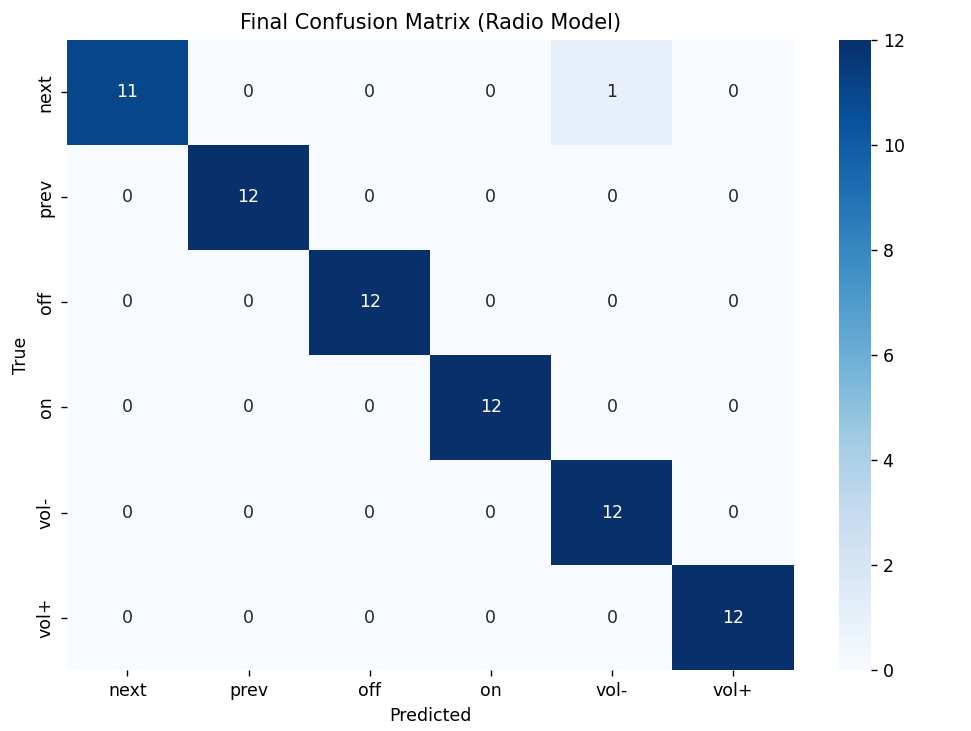 Final Confusion Matrix (Radio Model)
True
next 11 0 0 0 1 0
prev 0 12 0 0 0 0
off 0 0 12 0 0 0
on 0 0 0 12 0 0
vol- 0 0 0 0 12 0
vol+ 0 0 0 0 0 12
next prev off on vol- vol+
Predicted
12
10
8
6
4
2
0